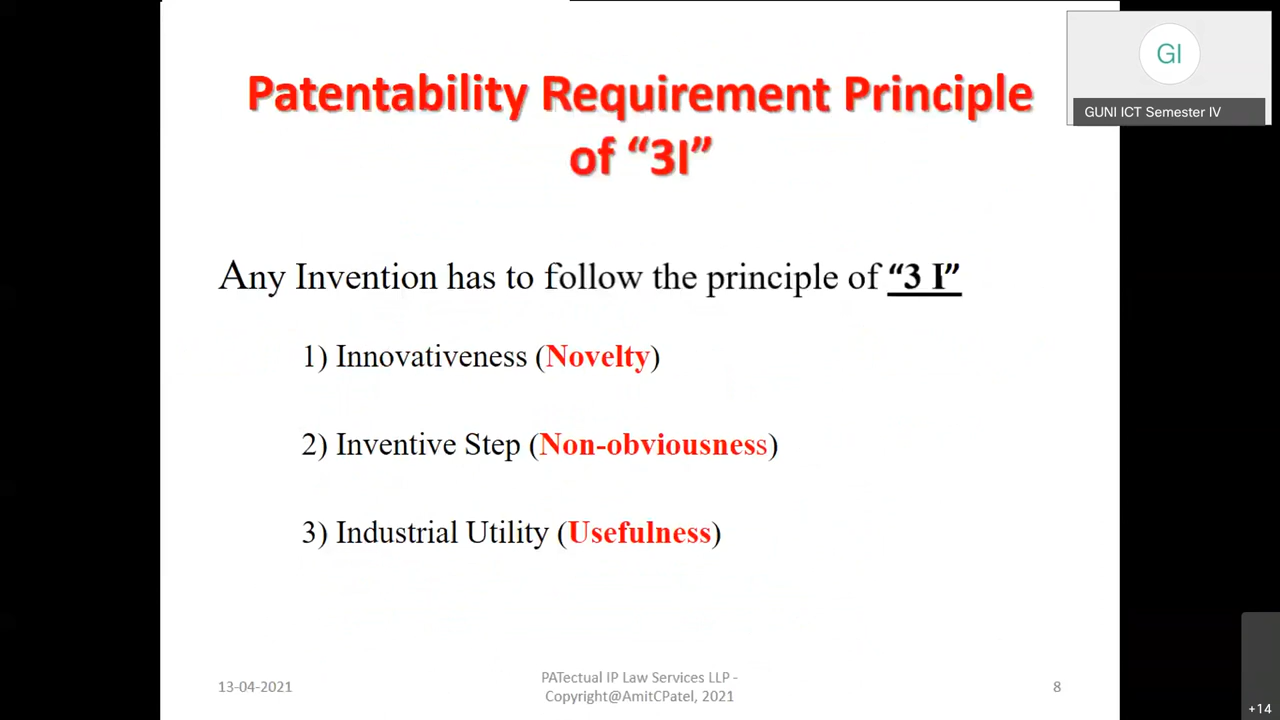 Patentability Requirement Principle
of “3I”
GI
GUNI ICT Semester IV
Any Invention has to follow the principle of “3 I”
1) Innovativeness (Novelty)
2) Inventive Step (Non-obviousness)
3) Industrial Utility (Usefulness)
13-04-2021
PATectual IP Law Services LLP -
Copyright@AmitCPatel, 2021
8
+14